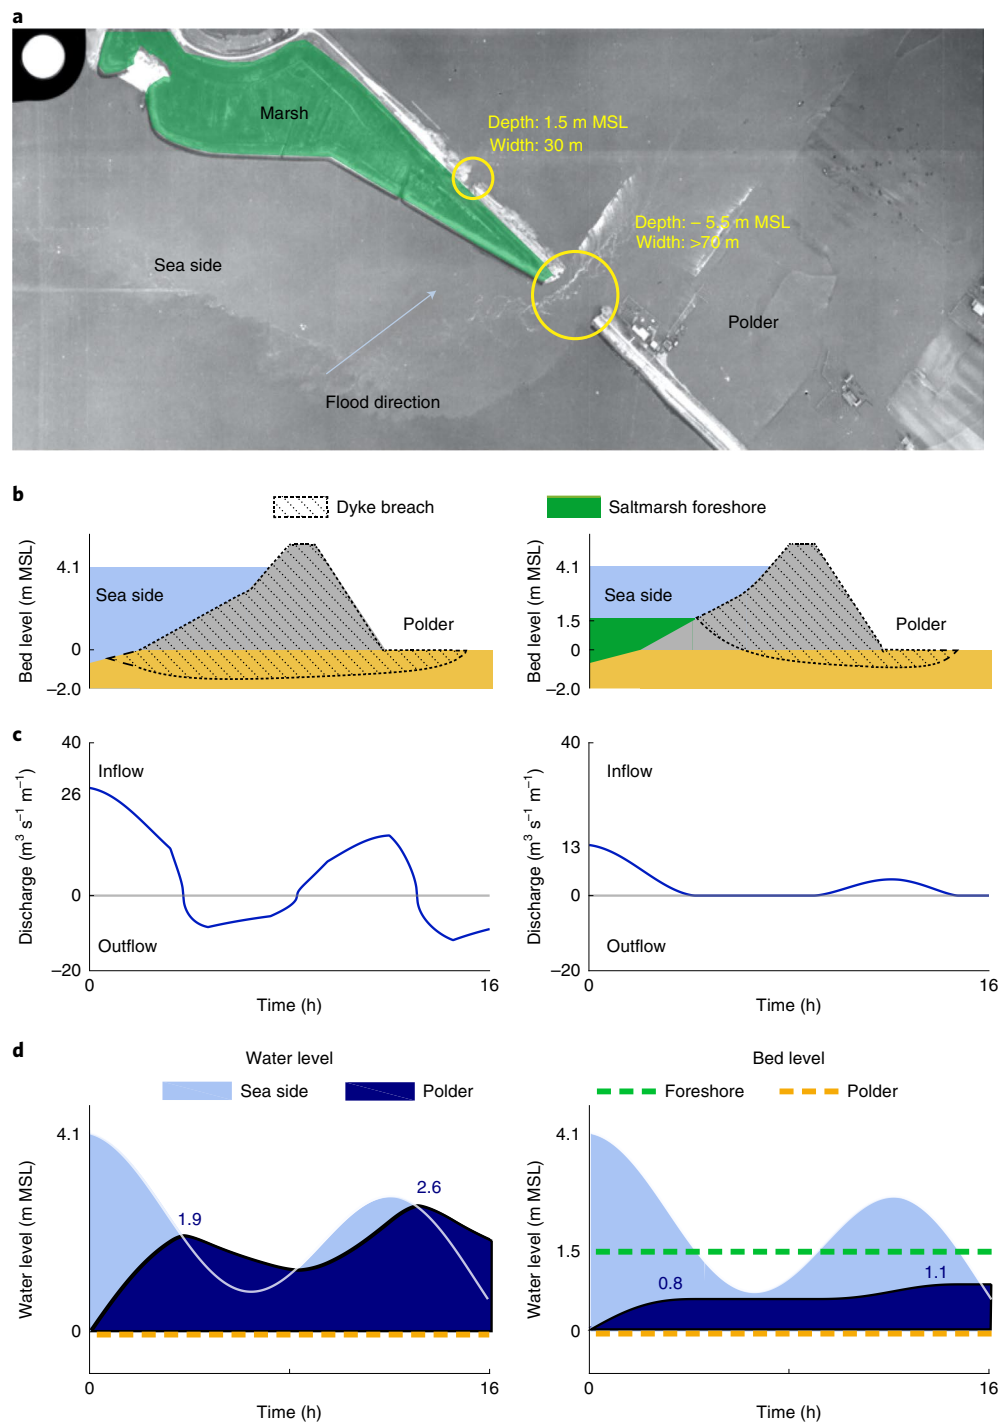 a
Marsh
Depth: 1.5 m MSL
Width: 30 m
Depth: – 5.5 m MSL
Width: >70 m
Sea side
Polder
Flood direction
b
Dyke breach
Saltmarsh foreshore
Bed level (m MSL)
4.1
0
–2.0
Sea side
Polder
Bed level (m MSL)
4.1
1.5
0
–2.0
Sea side
Polder
c
Discharge (m³ s⁻¹ m⁻¹)
40
26
0
–20
Inflow
Outflow
0
16
Time (h)
Discharge (m³ s⁻¹ m⁻¹)
40
13
0
–20
Inflow
Outflow
0
16
Time (h)
d
Water level
Sea side
Polder
Bed level
Foreshore
Polder
Water level (m MSL)
4.1
0
1.9
2.6
0
16
Time (h)
Water level (m MSL)
4.1
1.5
0
0.8
1.1
0
16
Time (h)